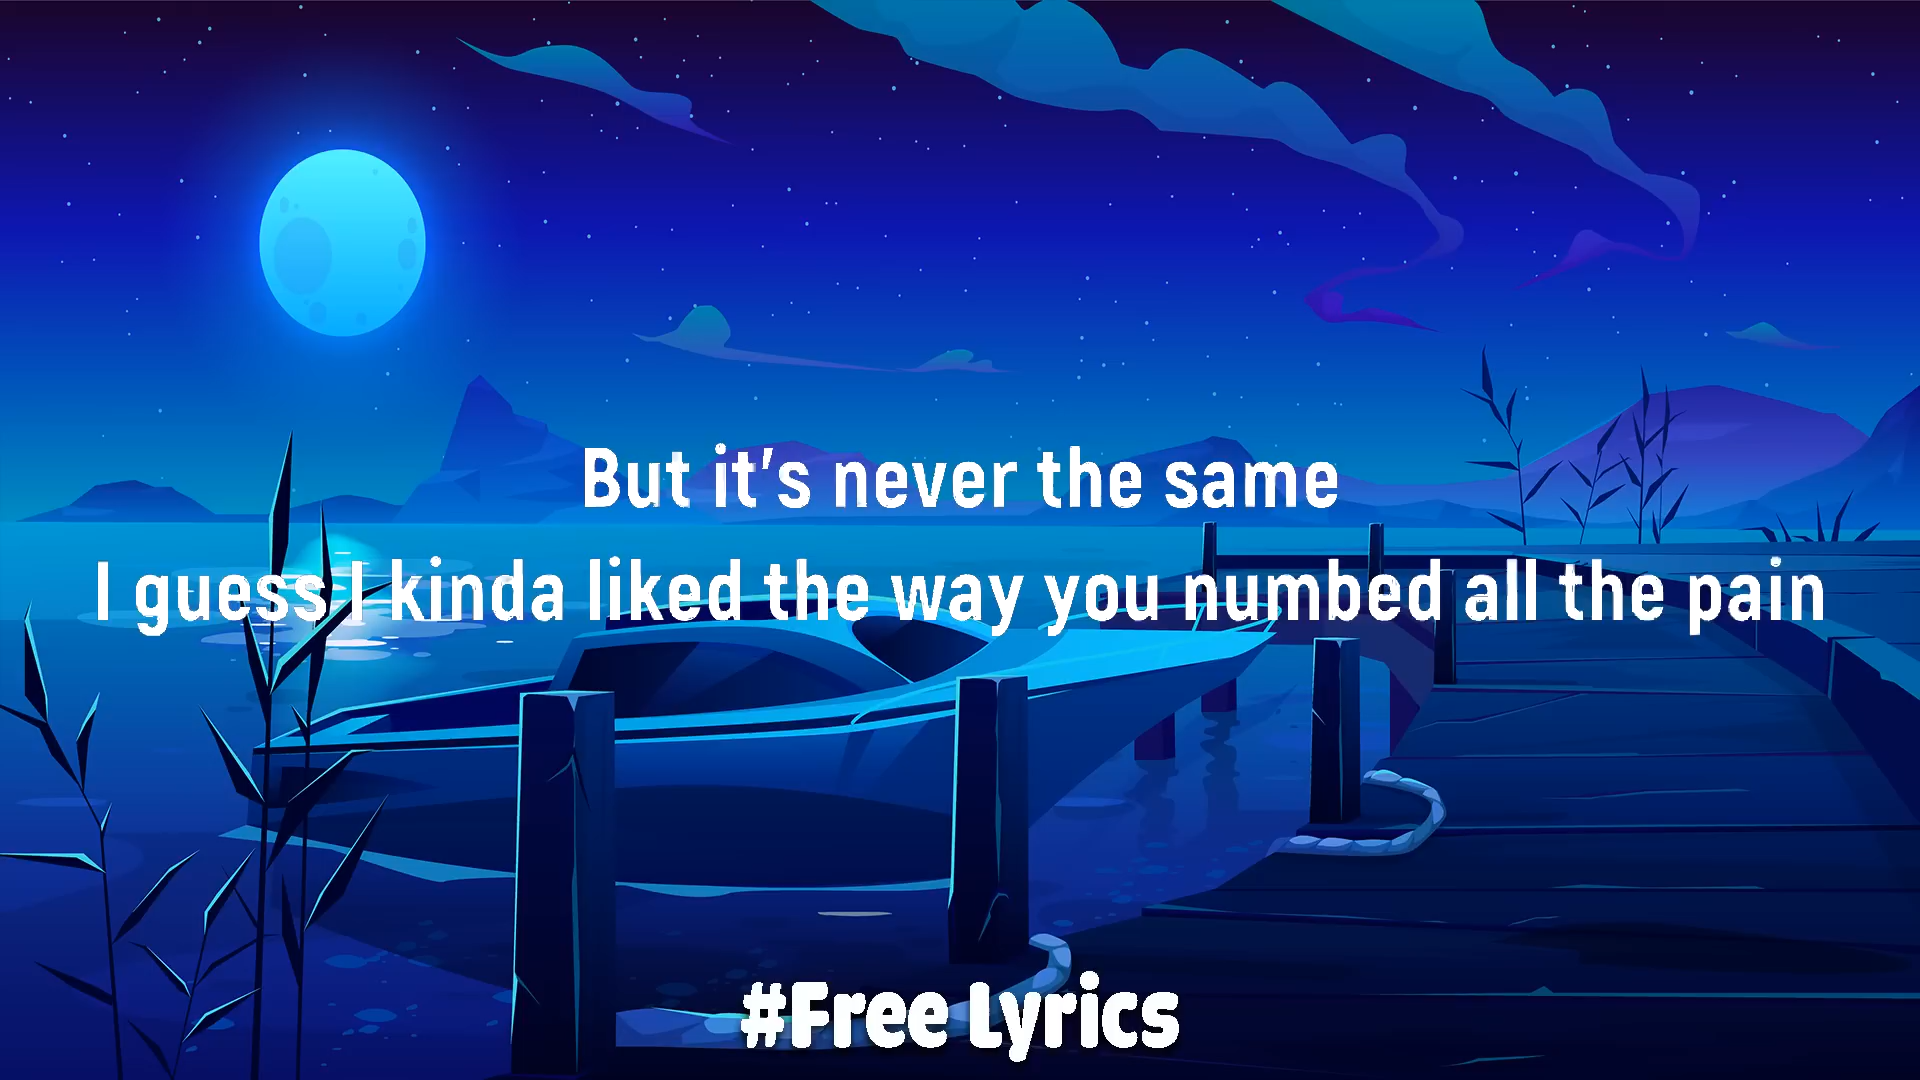 But it's never the same
I guess I kinda liked the way you numbed all the pain
#Free Lyrics